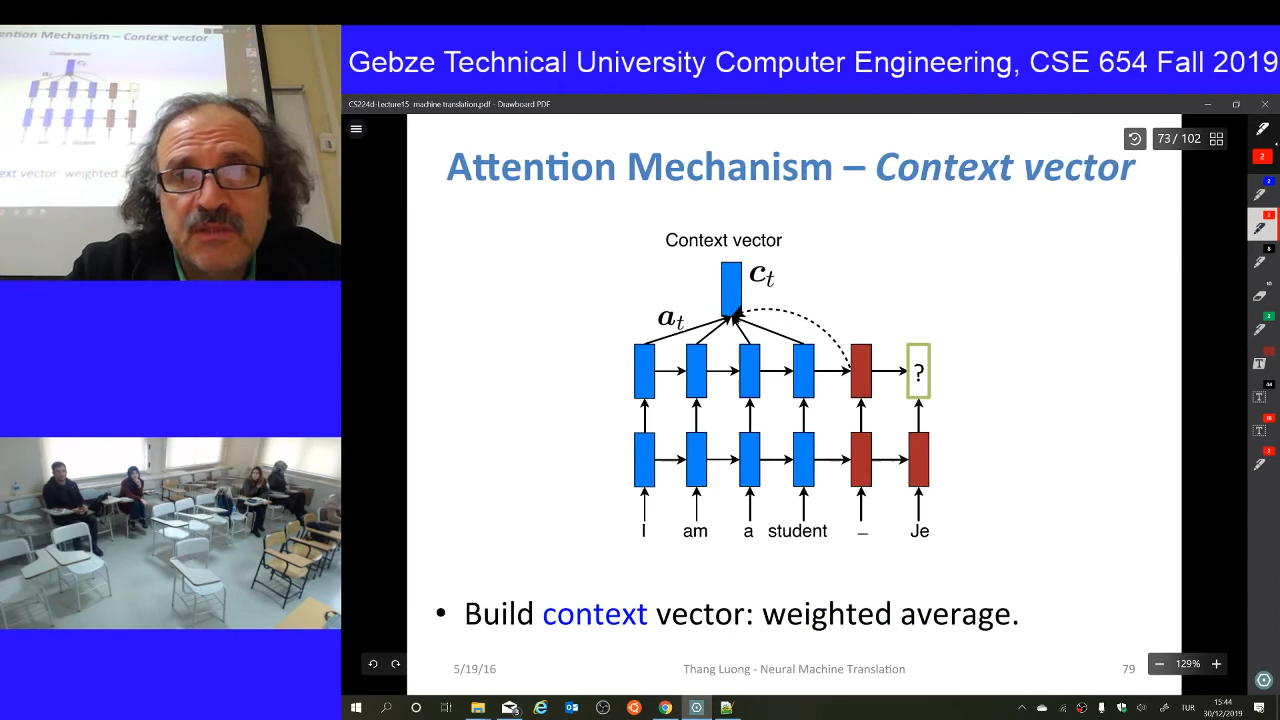 Gebze Technical University Computer Engineering, CSE 654 Fall 2019
CS224d-Lecture15 machine translation.pdf - Drawboard PDF
73 / 102
Attention Mechanism – Context vector
Context vector
c_t
a_t
?
I am a student _ Je
• Build context vector: weighted average.
5/19/16 Thang Luong - Neural Machine Translation 79
129%
TUR
15:44
30/12/2019